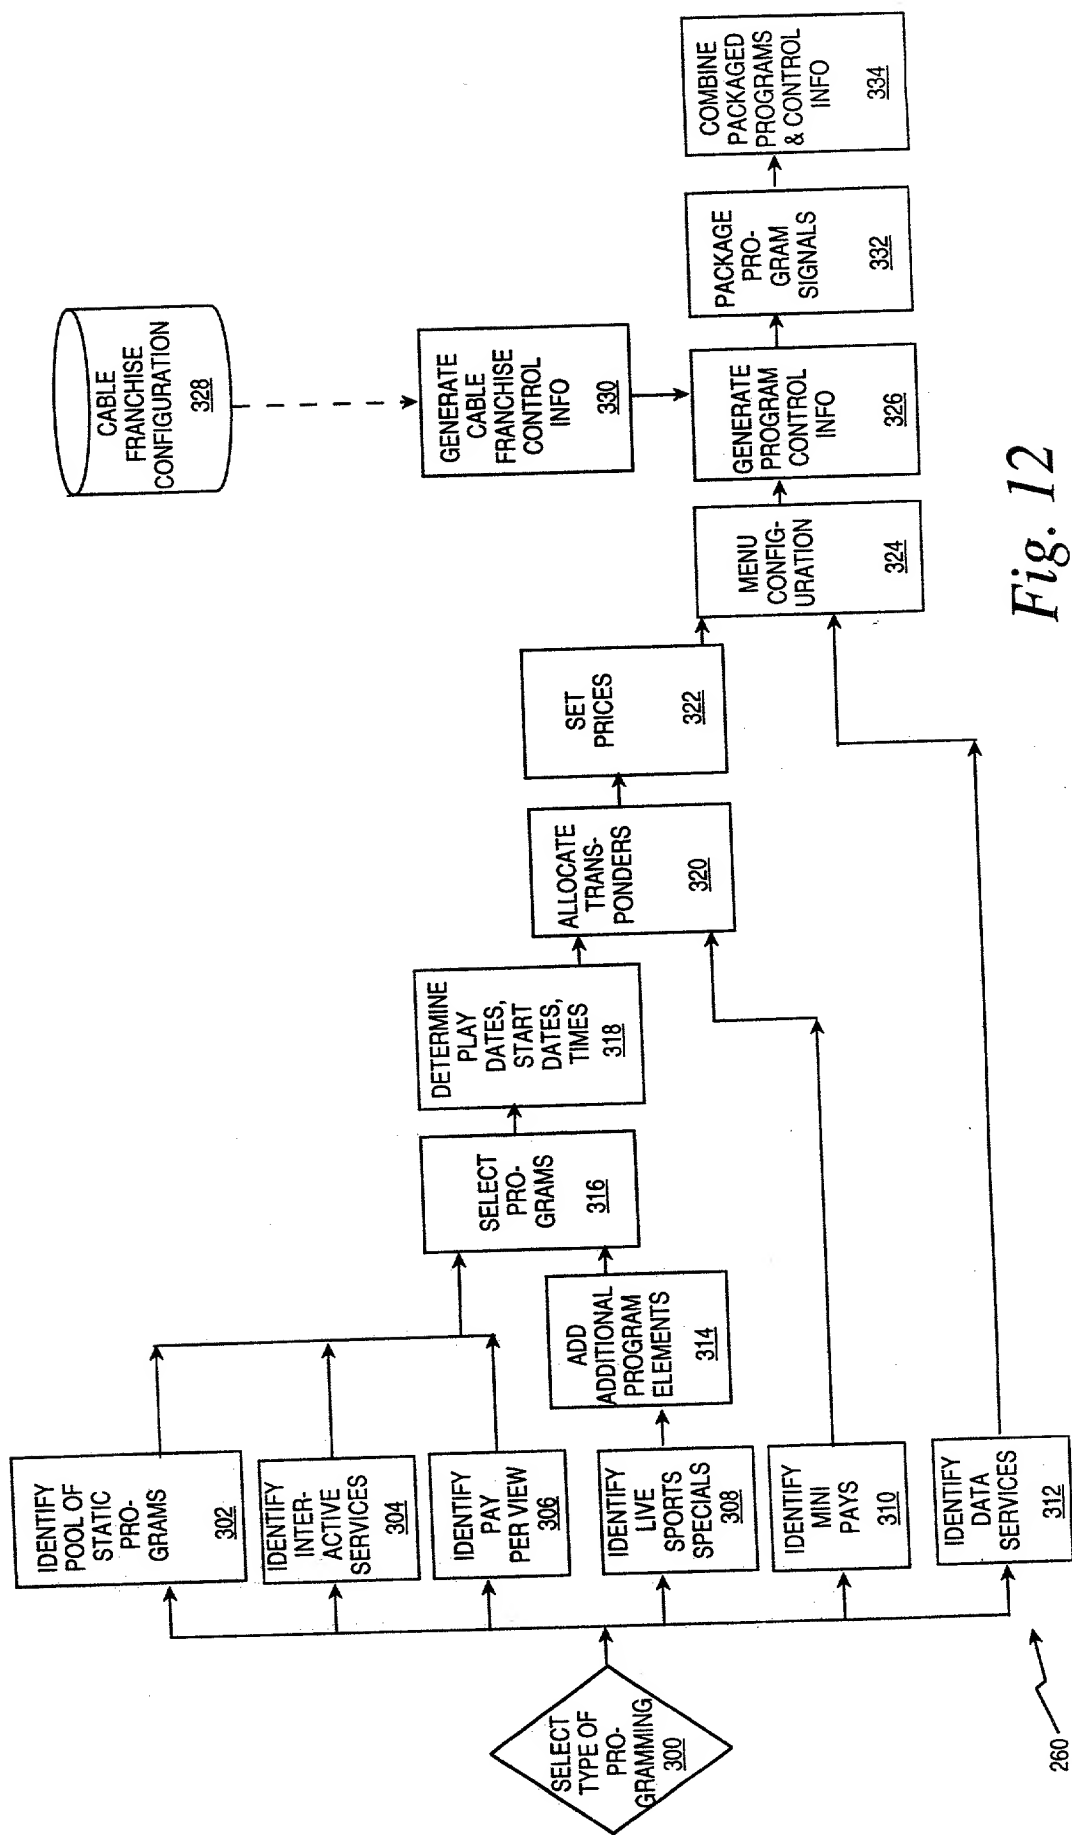 SELECT
TYPE OF
PRO-
GRAMMING
300
IDENTIFY
POOL OF
STATIC
PRO-
GRAMS
302
IDENTIFY
INTER-
ACTIVE
SERVICES
304
IDENTIFY
PAY
PER VIEW
306
IDENTIFY
LIVE
SPORTS
SPECIALS
308
IDENTIFY
MINI
PAYS
310
IDENTIFY
DATA
SERVICES
312
ADD
ADDITIONAL
PROGRAM
ELEMENTS
314
SELECT
PRO-
GRAMS
316
DETERMINE
PLAY
DATES,
START
DATES,
TIMES
318
ALLOCATE
TRANS-
PONDERS
320
SET
PRICES
322
MENU
CONFIG-
URATION
324
CABLE
FRANCHISE
CONFIGURATION
328
GENERATE
CABLE
FRANCHISE
CONTROL
INFO
330
GENERATE
PROGRAM
CONTROL
INFO
326
PACKAGE
PRO-
GRAM
SIGNALS
332
COMBINE
PACKAGED
PROGRAMS
& CONTROL
INFO
334
260
Fig. 12